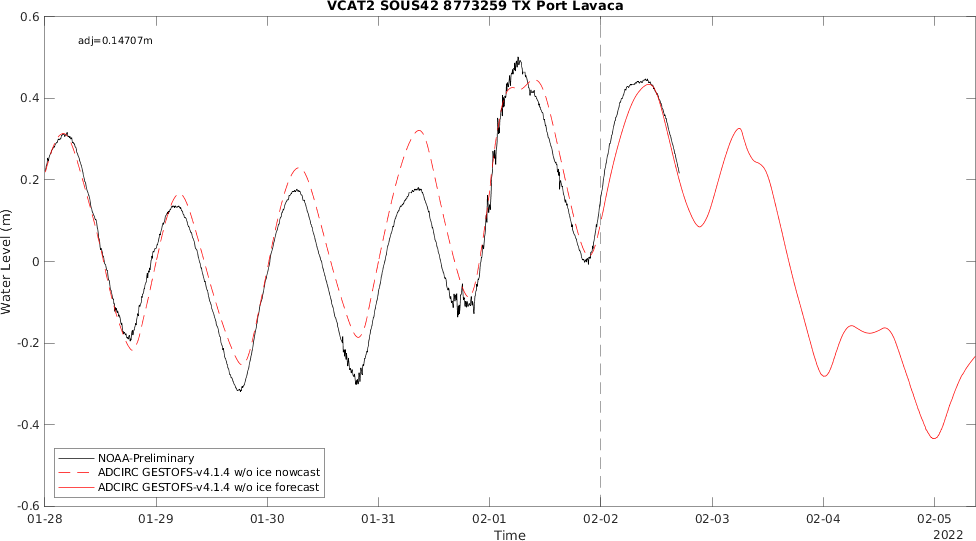 VCAT2 SOUS42 8773259 TX Port Lavaca
adj=0.14707m
0.6
0.4
0.2
0
-0.2
-0.4
-0.6
Water Level (m)
NOAA-Preliminary
ADCIRC GESTOFS-v4.1.4 w/o ice nowcast
ADCIRC GESTOFS-v4.1.4 w/o ice forecast
01-28 01-29 01-30 01-31 02-01 02-02 02-03 02-04 02-05
Time
2022